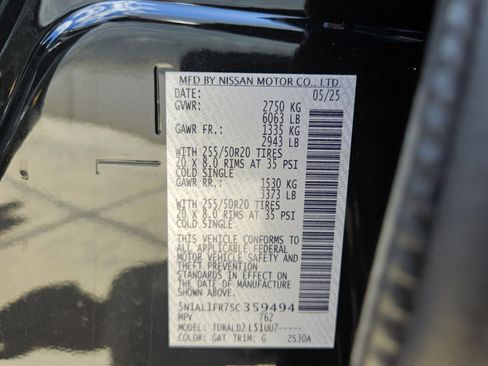 MFD BY NISSAN MOTOR CO., LTD.
DATE: 05/25
GVWR: 2750 KG
6063 LB
GAWR FR: 1335 KG
2943 LB
WITH 255/50R20 TIRES
20 x 8.0 RIMS AT 35 PSI
COLD SINGLE
GAWR RR.: 1530 KG
3373 LB
WITH 255/50R20 TIRES
20 x 8.0 RIMS AT 35 PSI
COLD SINGLE
THIS VEHICLE CONFORMS TO
ALL APPLICABLE FEDERAL
MOTOR VEHICLE SAFETY AND
THEFT PREVENTION
STANDARDS IN EFFECT ON
THE DATE OF MANUFACTURE
SHOWN ABOVE.
5N1AL1FR7SC359494
MPV 762
TDRALD2 L51UU7-----
COLOR: GAT TRIM: G 2530A